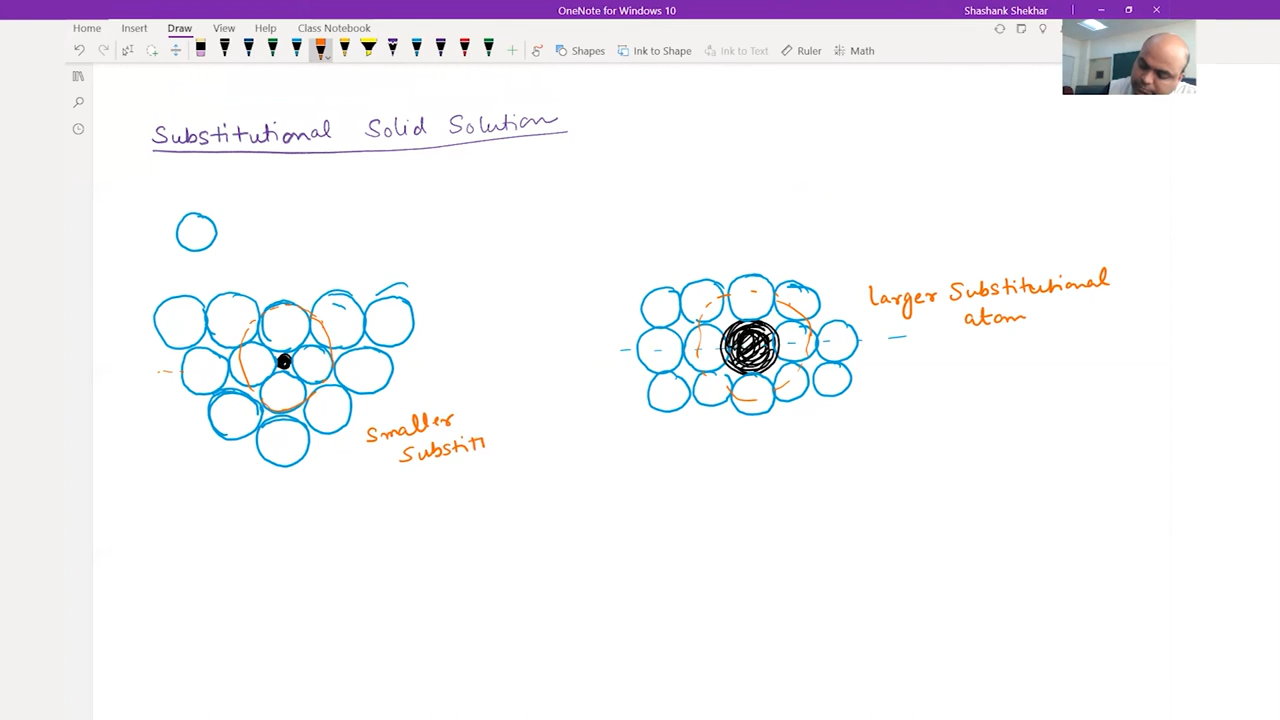 OneNote for Windows 10
Shashank Shekhar
Home Insert Draw View Help Class Notebook
Shapes Ink to Shape Ink to Text Ruler Math
Substitutional Solid Solution
larger Substitutional
atom
Smaller
Substit